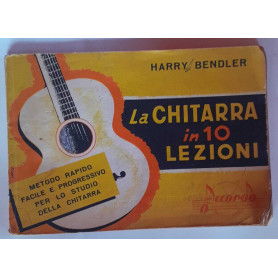 HARRY BENDLER
La CHITARRA
in 10
LEZIONI
METODO RAPIDO
FACILE E PROGRESSIVO
PER LO STUDIO
DELLA CHITARRA